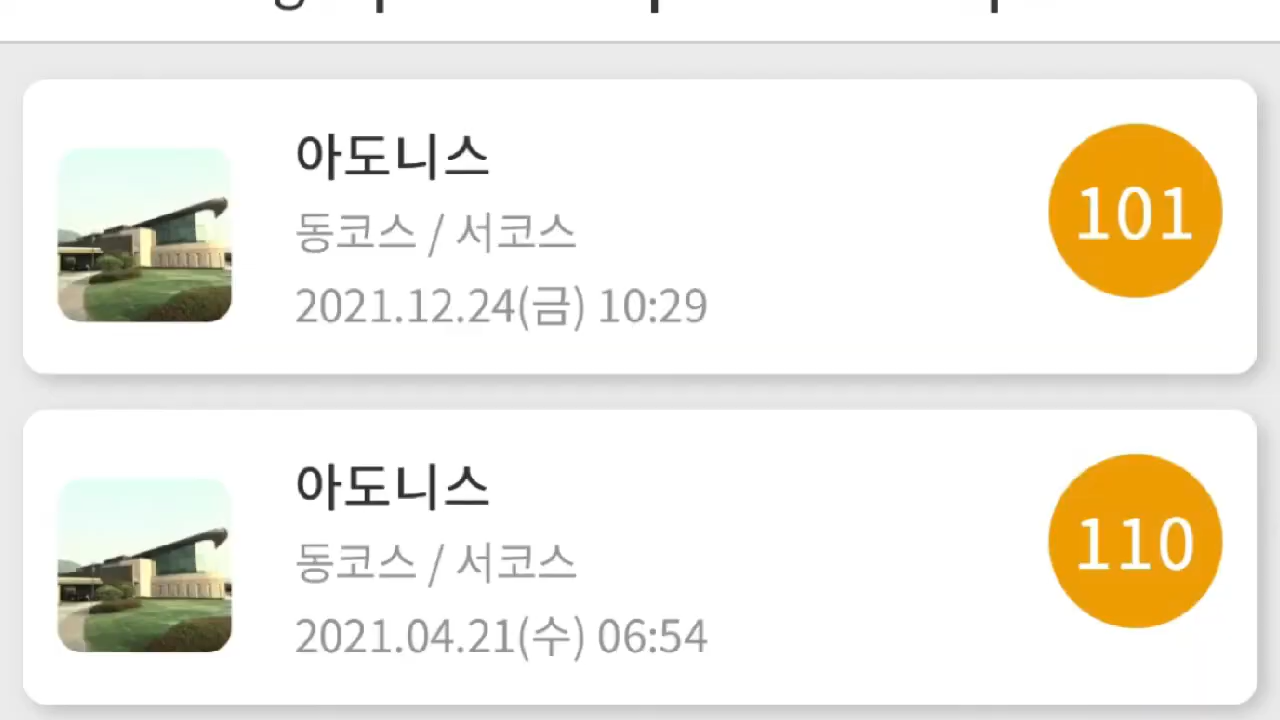 아도니스
동코스 / 서코스
2021.12.24(금) 10:29
101
아도니스
동코스 / 서코스
2021.04.21(수) 06:54
110